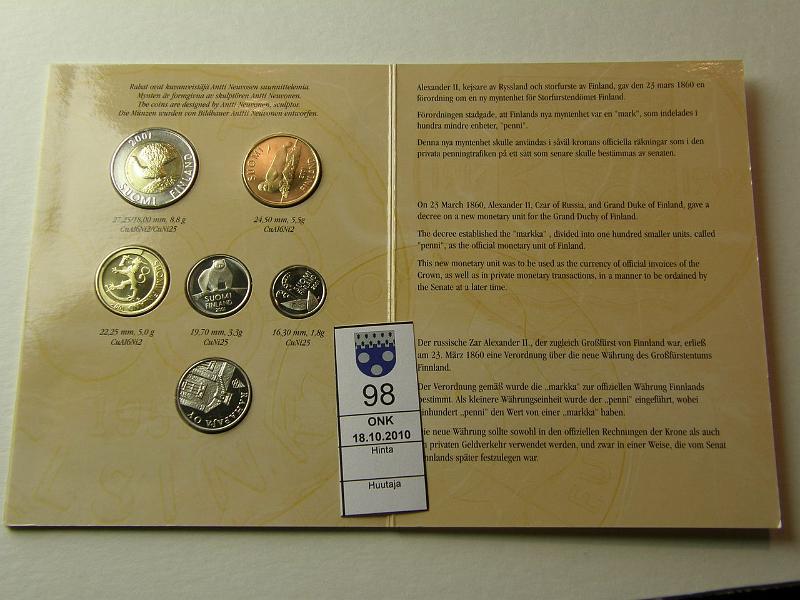 Rahat ovat kuvanveistäjä Antti Neuvosen suunnittelemia.
Mynten är formgivna av skulptören Antti Neuvonen.
The coins are designed by Antti Neuvonen, sculptor.
Die Münzen wurden von Bildhauer Antti Neuvonen entworfen.
2001
SUOMI FINLAND
27,25/18,00 mm, 8,8 g
CuAl6Ni2/CuNi25
SUOMI
FINLAND
24,50 mm, 5,5g
CuAl6Ni2
SUOMI
FINLAND
22,25 mm, 5,0 g
CuAl6Ni2
SUOMI
FINLAND
2001
19,70 mm, 3,3g
CuNi25
SUOMI
16,30 mm, 1,8g
CuNi25
RAHAPAJA OY
98
ONK
18.10.2010
Hinta
Huutaja
Alexander II, kejsare av Ryssland och storfurste av Finland, gav den 23 mars 1860 en
förordning om en ny myntenhet för Storfurstendömet Finland.
Förordningen stadgade, att Finlands nya myntenhet var en "mark", som indelades i
hundra mindre enheter, "penni".
Denna nya myntenhet skulle användas i såväl kronans officiella räkningar som i den
private penningtrafiken på ett sätt som senare skulle bestämmas av senaten.
On 23 March 1860, Alexander II, Czar of Russia, and Grand Duke of Finland, gave a
decree on a new monetary unit for the Grand Duchy of Finland.
The decree established the "markka" , divided into one hundred smaller units, called
"penni", as the official monetary unit of Finland.
This new monetary unit was to be used as the currency of official invoices of the
Crown, as well as in private monetary transactions, in a manner to be ordained by
the Senate at a later time.
Der russische Zar Alexander II., der zugleich Großfürst von Finnland war, erließ
am 23. März 1860 eine Verordnung über die neue Währung des Großfürstentums
Finnland.
Der Verordnung gemäß wurde die „markka" zur offiziellen Währung Finnlands
bestimmt. Als kleinere Währungseinheit wurde der „penni" eingeführt, wobei
einhundert „penni" den Wert von einer „markka" haben.
Die neue Währung sollte sowohl in den offiziellen Rechnungen der Krone als auch
privaten Geldverkehr verwendet werden, und zwar in einer Weise, die vom Senat
Finnlands später festzulegen war.